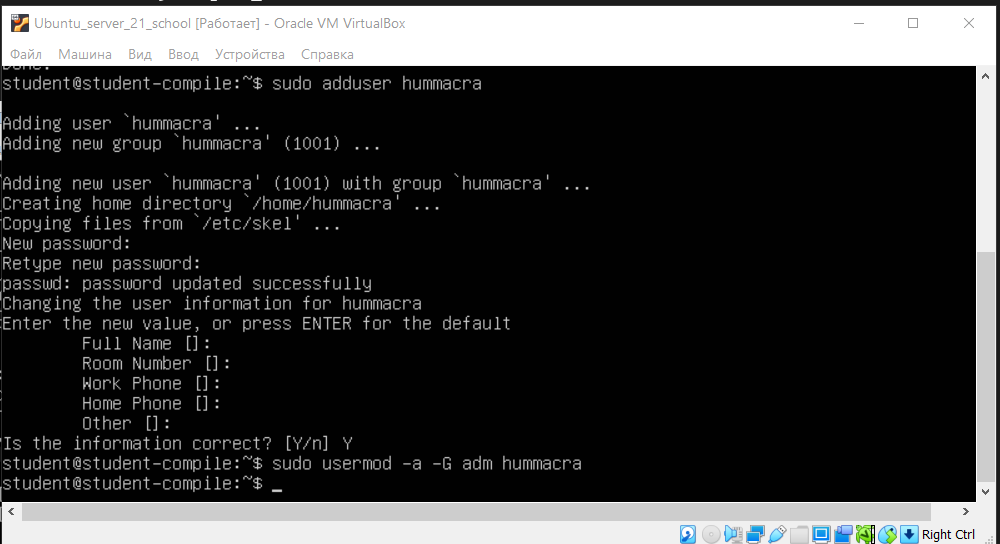 Ubuntu_server_21_school [Работает] - Oracle VM VirtualBox
Файл Машина Вид Ввод Устройства Справка
Done.
student@student-compile:~$ sudo adduser hummacra
Adding user `hummacra' ...
Adding new group `hummacra' (1001) ...
Adding new user `hummacra' (1001) with group `hummacra' ...
Creating home directory `/home/hummacra' ...
Copying files from `/etc/skel' ...
New password:
Retype new password:
passwd: password updated successfully
Changing the user information for hummacra
Enter the new value, or press ENTER for the default
Full Name []:
Room Number []:
Work Phone []:
Home Phone []:
Other []:
Is the information correct? [Y/n] Y
student@student-compile:~$ sudo usermod -a -G adm hummacra
student@student-compile:~$ _
Right Ctrl